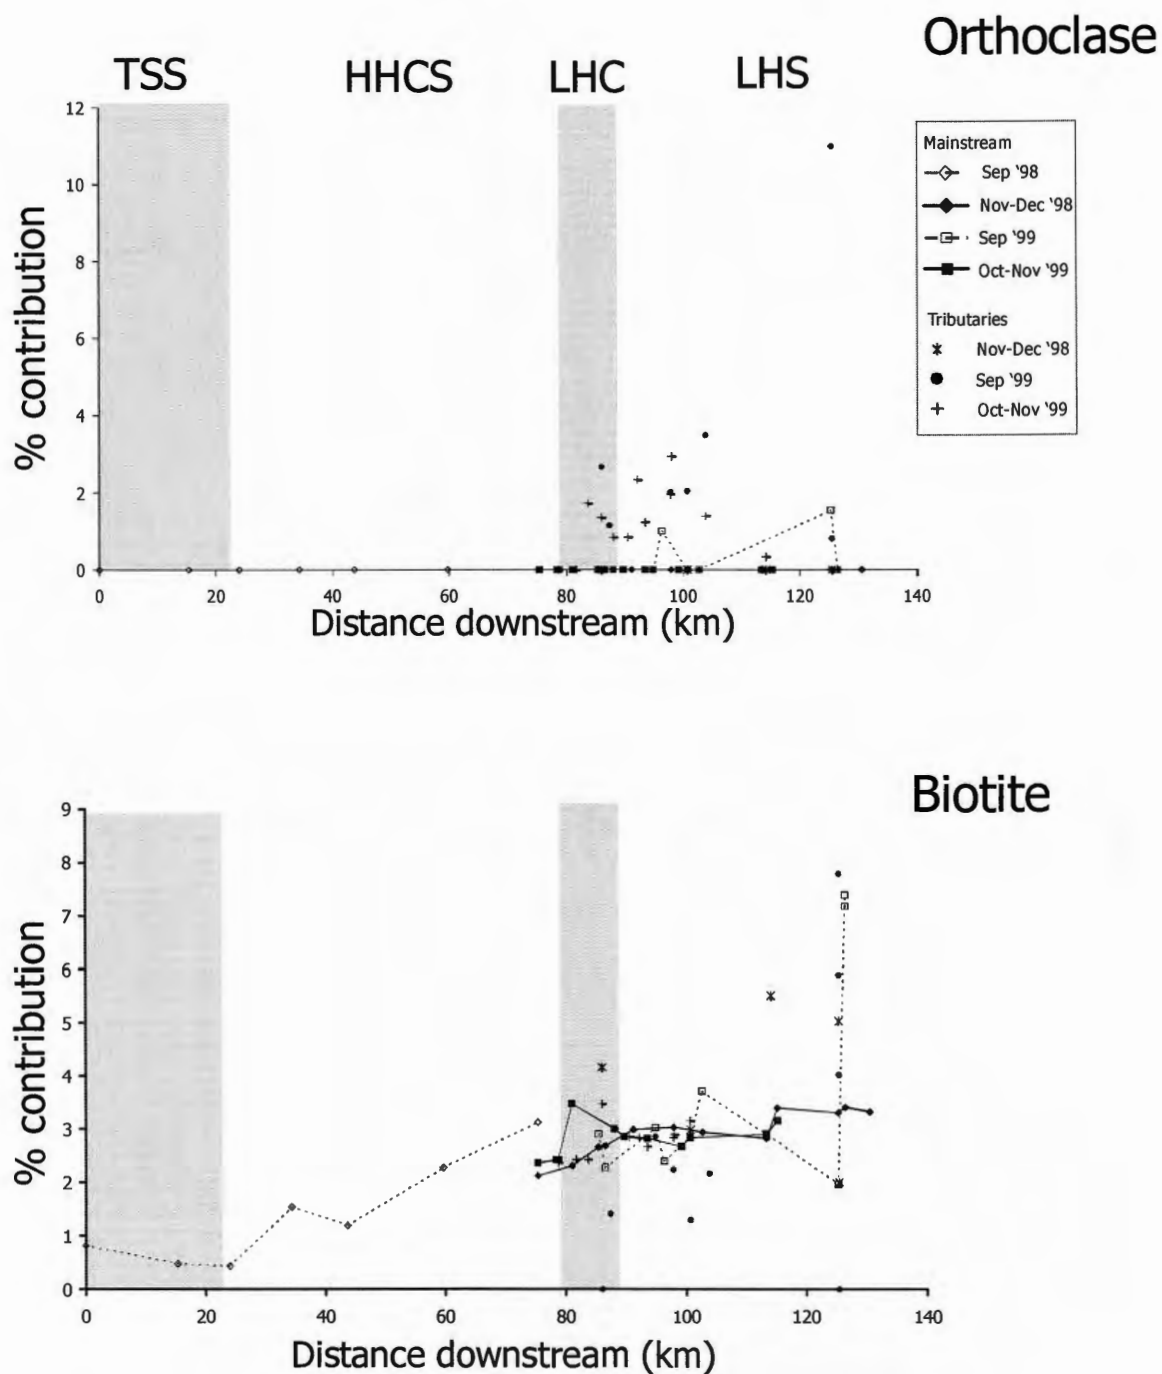 Orthoclase
TSS HHCS LHC LHS
12
10
8
6
4
2
0
% contribution
0 20 40 60 80 100 120 140
Distance downstream (km)
Mainstream
Sep '98
Nov-Dec '98
Sep '99
Oct-Nov '99
Tributaries
Nov-Dec '98
Sep '99
Oct-Nov '99
Biotite
9
8
7
6
5
4
3
2
1
0
% contribution
0 20 40 60 80 100 120 140
Distance downstream (km)